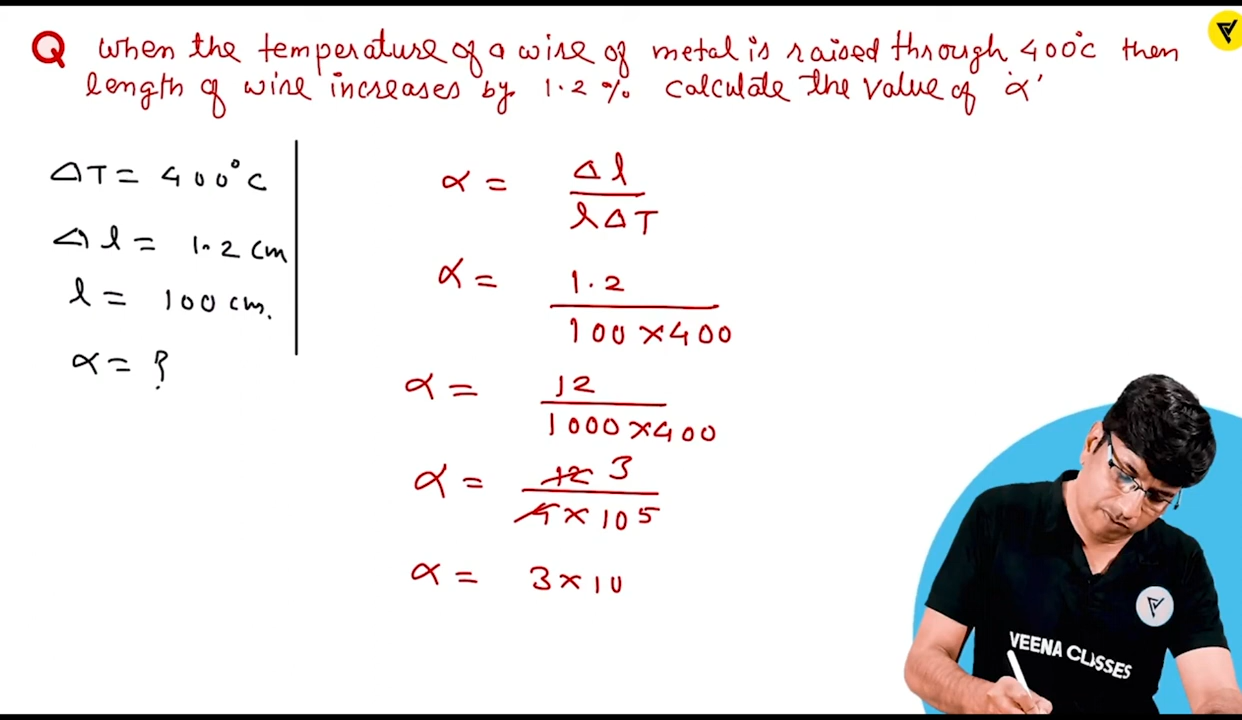 Q when the temperature of a wire of metal is raised through 400°c then
length of wire increases by 1.2 % calculate the value of 'α'
ΔT = 400°c
Δl = 1.2 cm
l = 100 cm.
α = ?
α = Δl / lΔT
α = 1.2 / 100 × 400
α = 12 / 1000 × 400
α = 12 3 / 4 × 10 5
α = 3 × 10
VEENA CLASSES